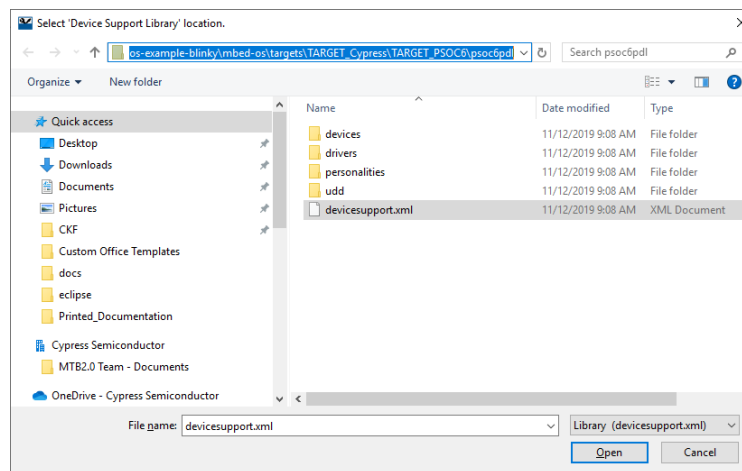 Select 'Device Support Library' location.
os-example-blinky\mbed-os\targets\TARGET_Cypress\TARGET_PSOC6\psoc6pdl
Search psoc6pdl
Organize
New folder
Name
Date modified
Type
Quick access
Desktop
Downloads
Documents
Pictures
CKF
Custom Office Templates
docs
eclipse
Printed_Documentation
Cypress Semiconductor
MTB2.0 Team - Documents
OneDrive - Cypress Semiconductor
devices 11/12/2019 9:08 AM File folder
drivers 11/12/2019 9:08 AM File folder
personalities 11/12/2019 9:08 AM File folder
udd 11/12/2019 9:08 AM File folder
devicesupport.xml 11/12/2019 9:08 AM XML Document
File name: devicesupport.xml
Library (devicesupport.xml)
Open
Cancel